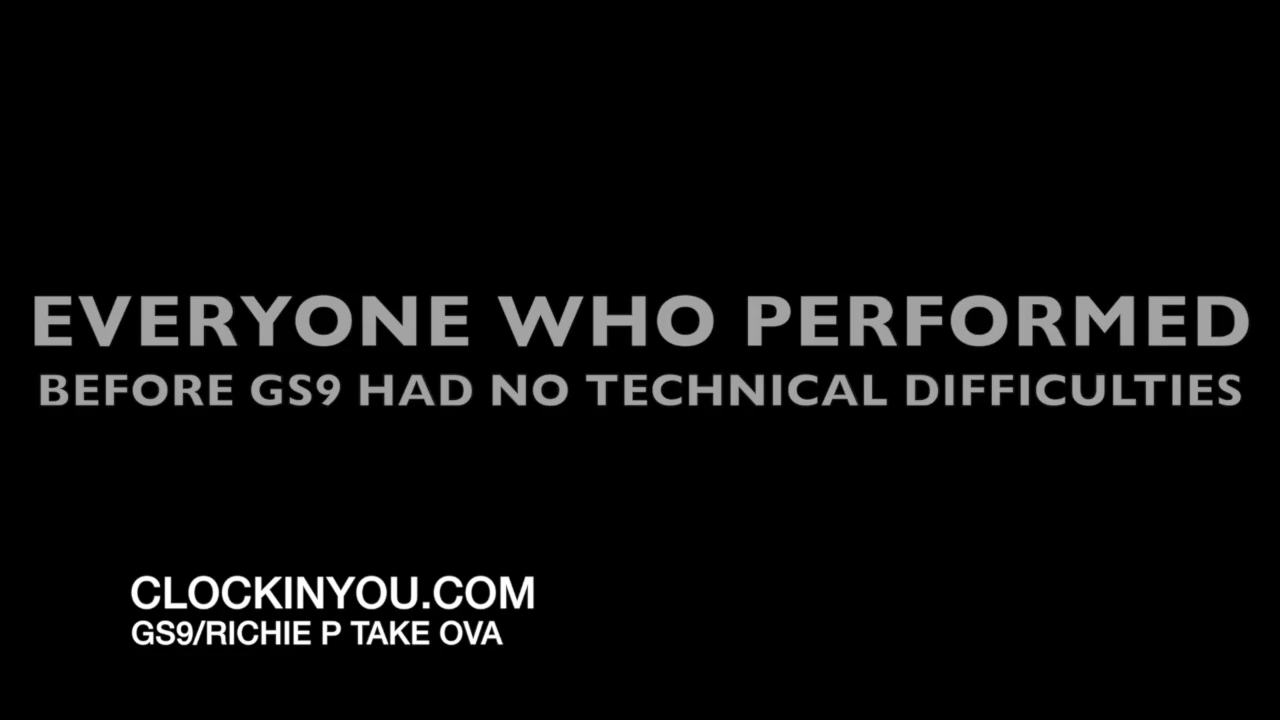 EVERYONE WHO PERFORMED
BEFORE GS9 HAD NO TECHNICAL DIFFICULTIES
CLOCKINYOU.COM
GS9/RICHIE P TAKE OVA